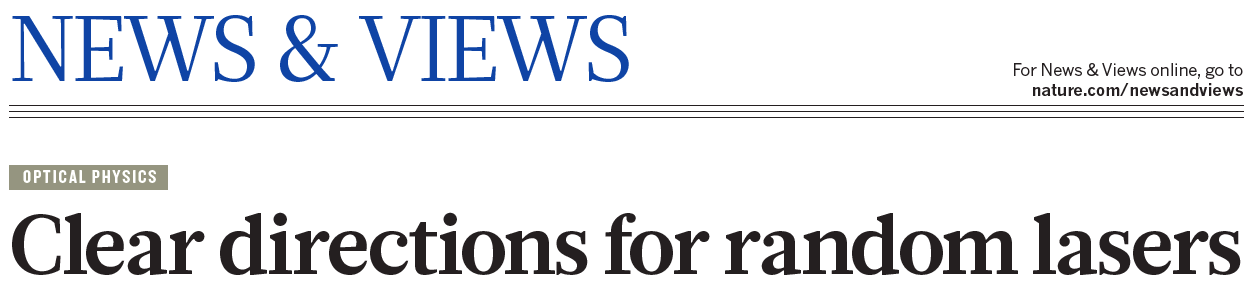 NEWS & VIEWS
For News & Views online, go to
nature.com/newsandviews
OPTICAL PHYSICS
Clear directions for random lasers